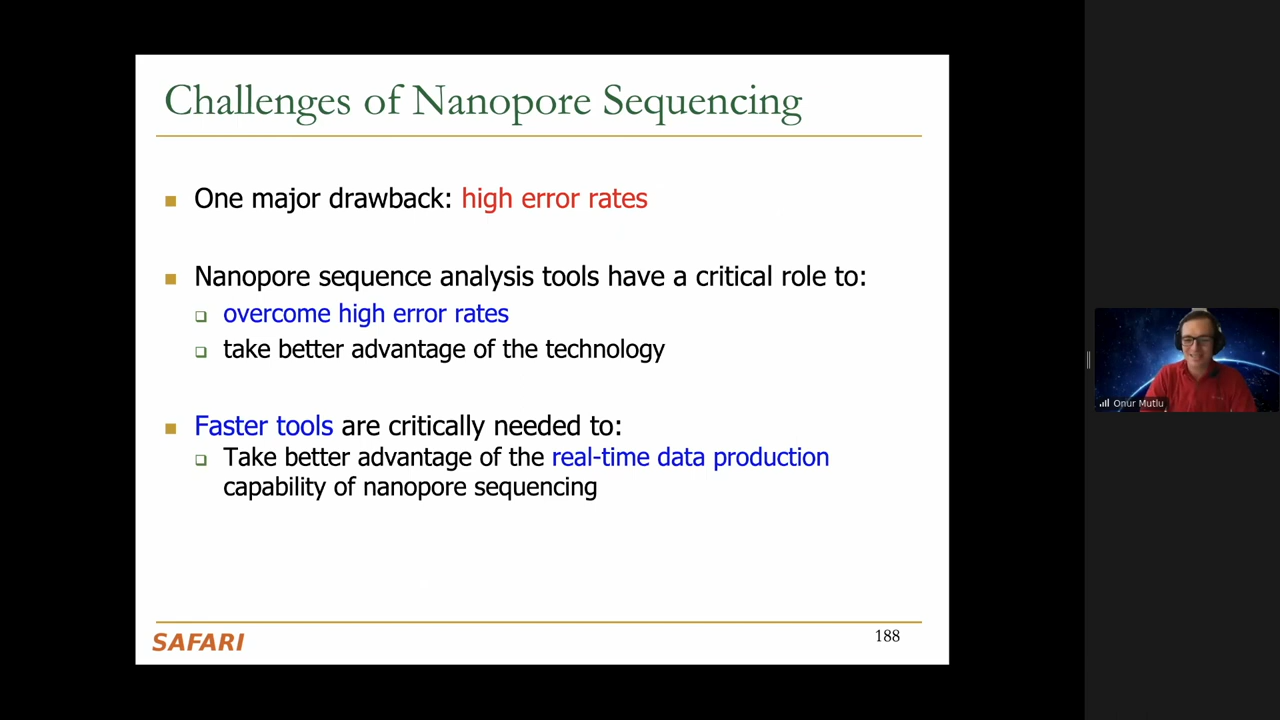 Challenges of Nanopore Sequencing
One major drawback: high error rates
Nanopore sequence analysis tools have a critical role to:
overcome high error rates
take better advantage of the technology
Faster tools are critically needed to:
Take better advantage of the real-time data production
capability of nanopore sequencing
SAFARI
188
Onur Mutlu